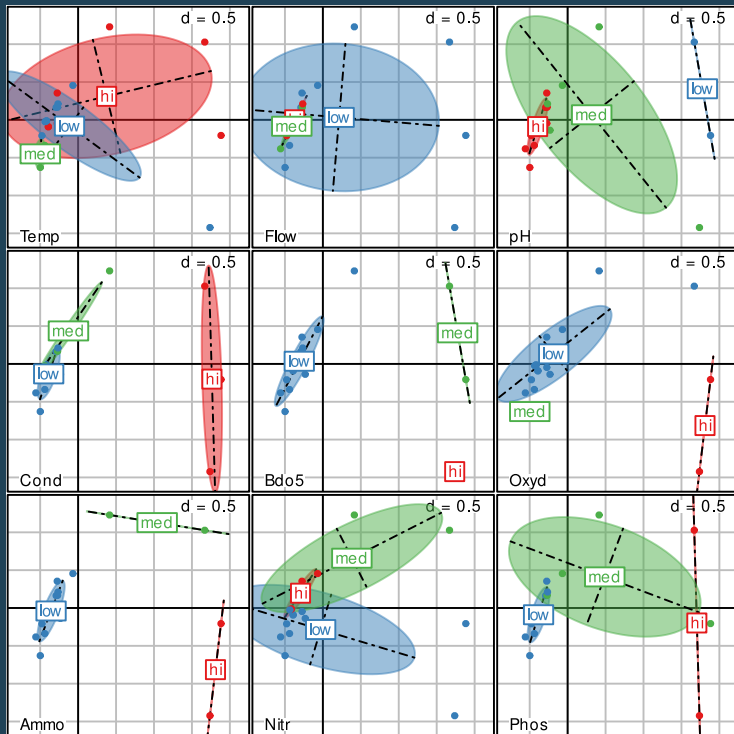 d = 0.5
hi
low
med
Temp
d = 0.5
hi
med
low
Flow
d = 0.5
low
med
hi
pH
d = 0.5
med
low
hi
Cond
d = 0.5
med
low
hi
Bdo5
d = 0.5
low
med
hi
Oxyd
d = 0.5
med
low
hi
Ammo
d = 0.5
med
hi
low
Nitr
d = 0.5
med
low
hi
Phos